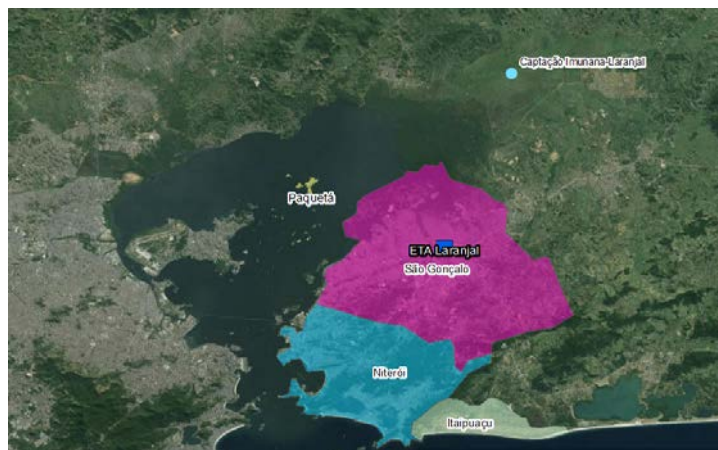 Captação Imunana-Laranjal
Paquetá
ETA Laranjal
São Gonçalo
Niterói
Itaipuaçu